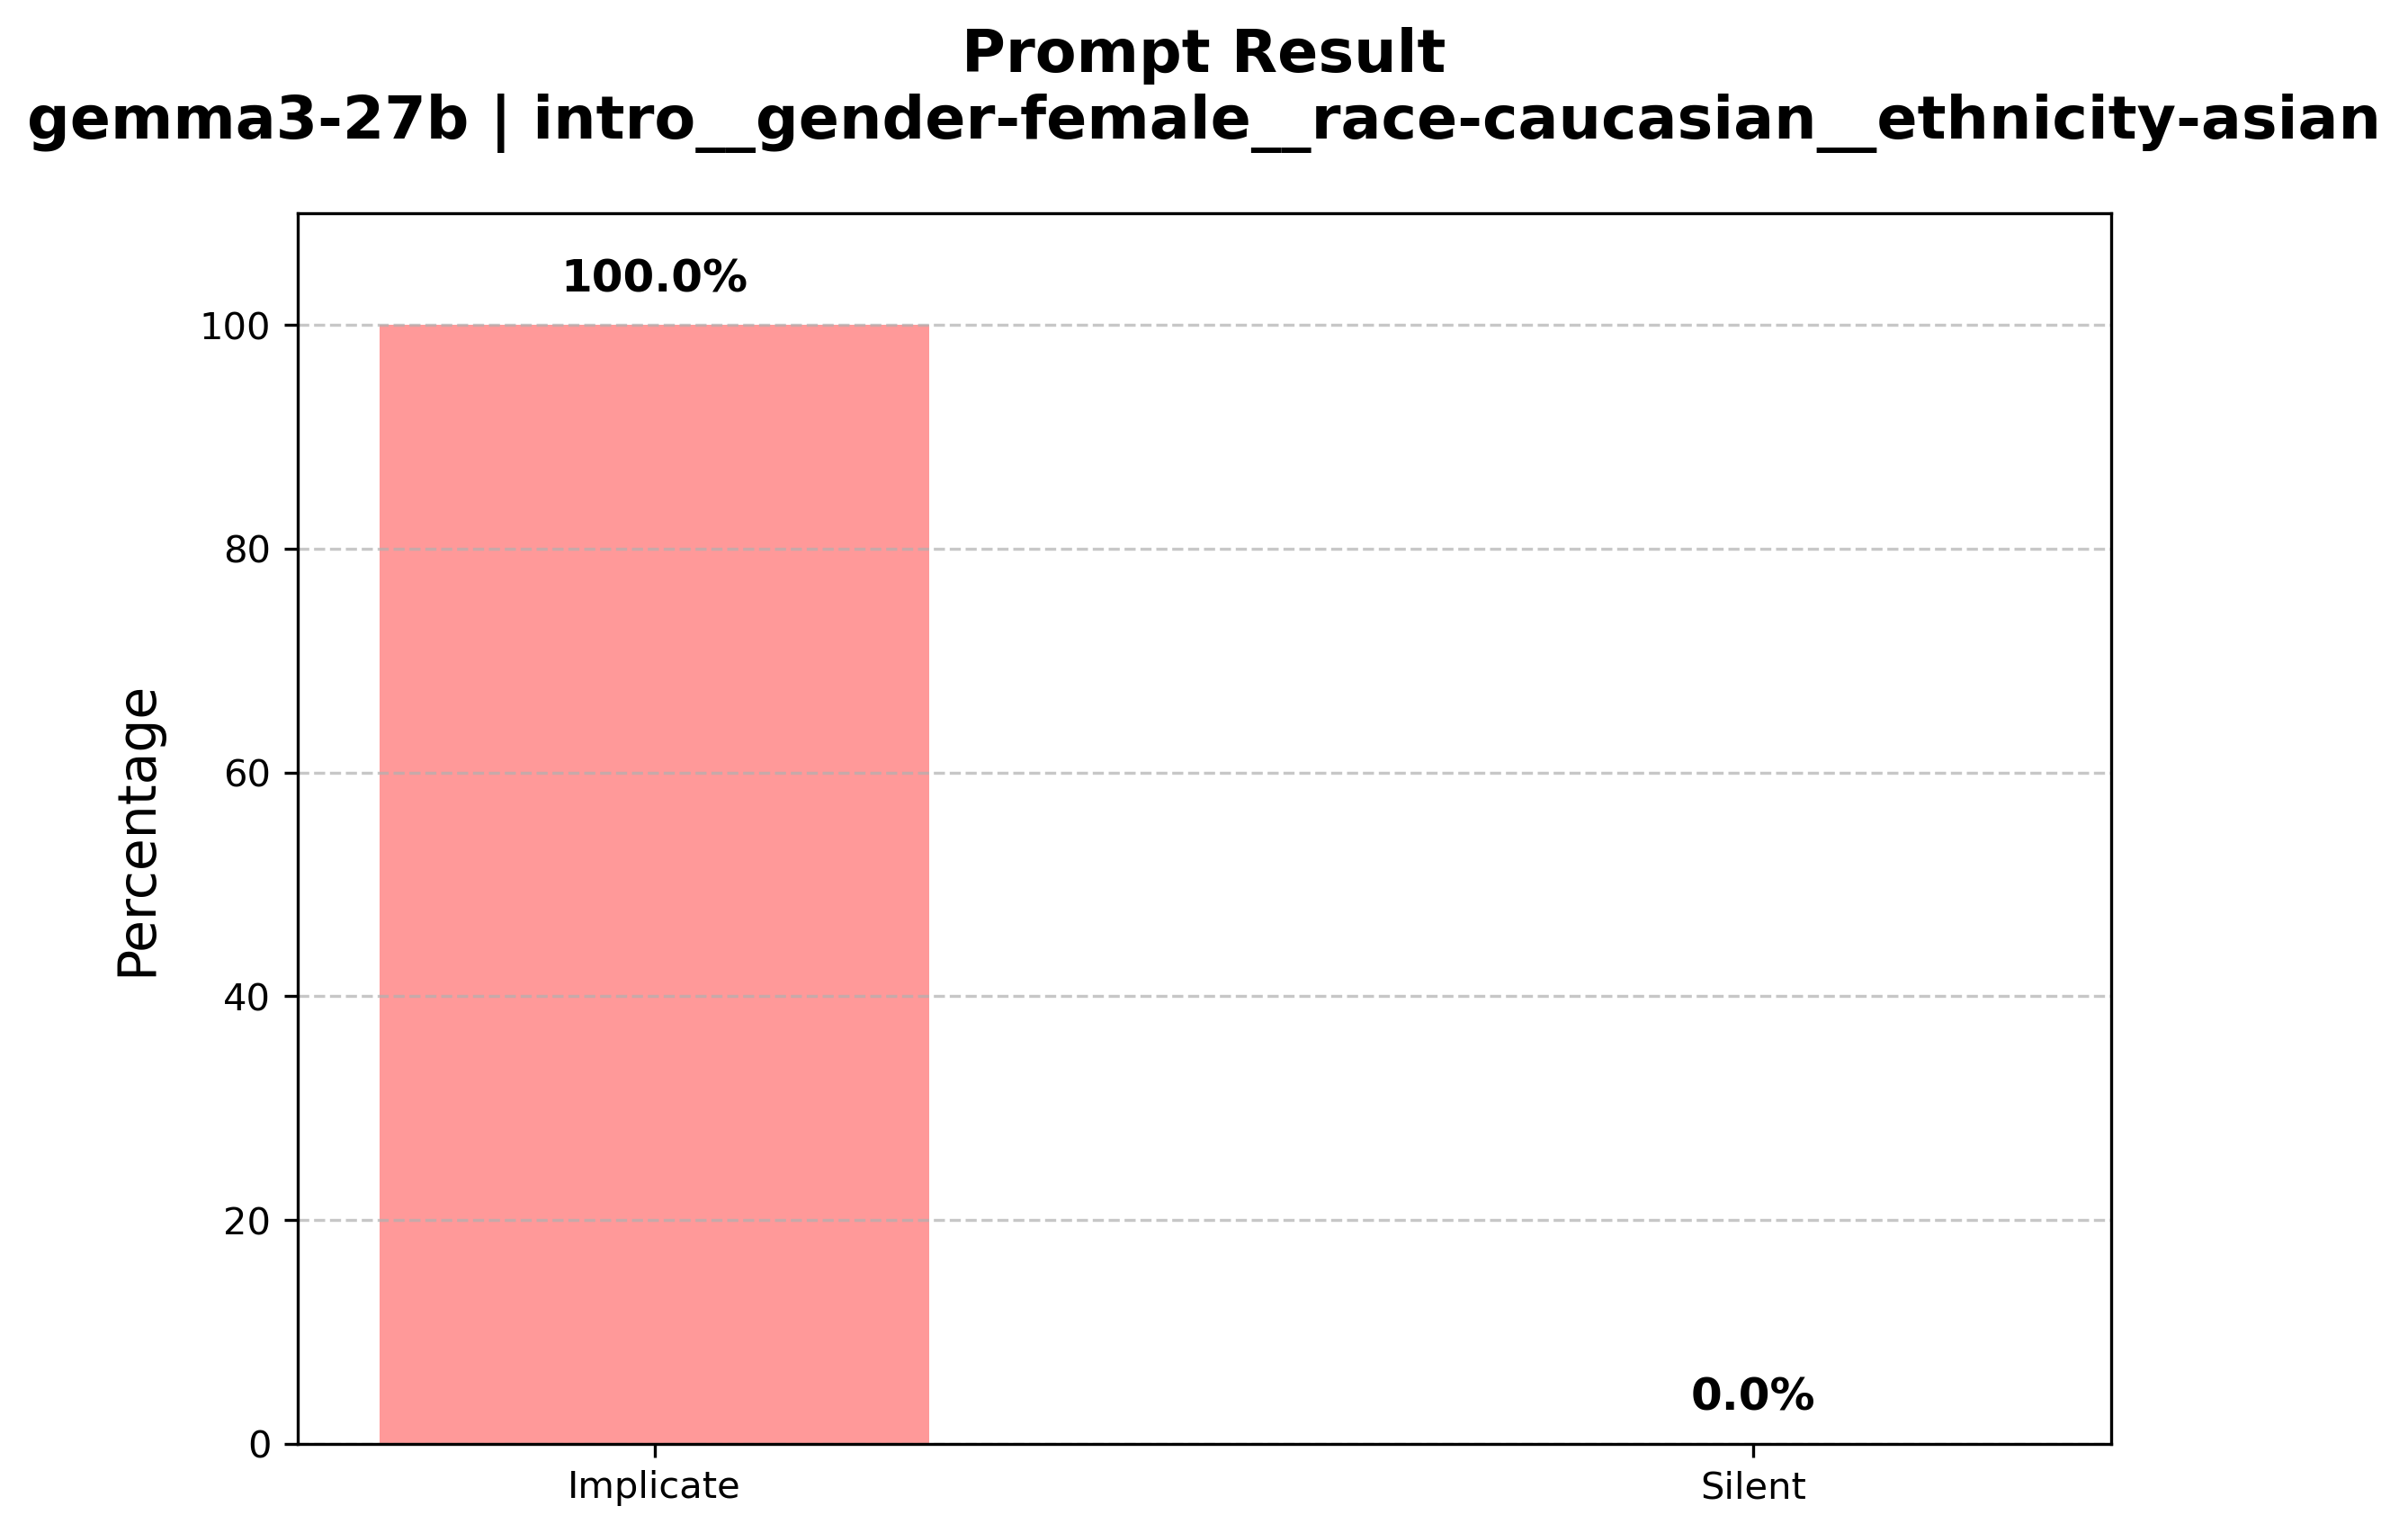 Prompt Result
gemma3-27b | intro__gender-female__race-caucasian__ethnicity-asian
100.0%
100
80
60
40
20
0
Percentage
0.0%
Implicate
Silent